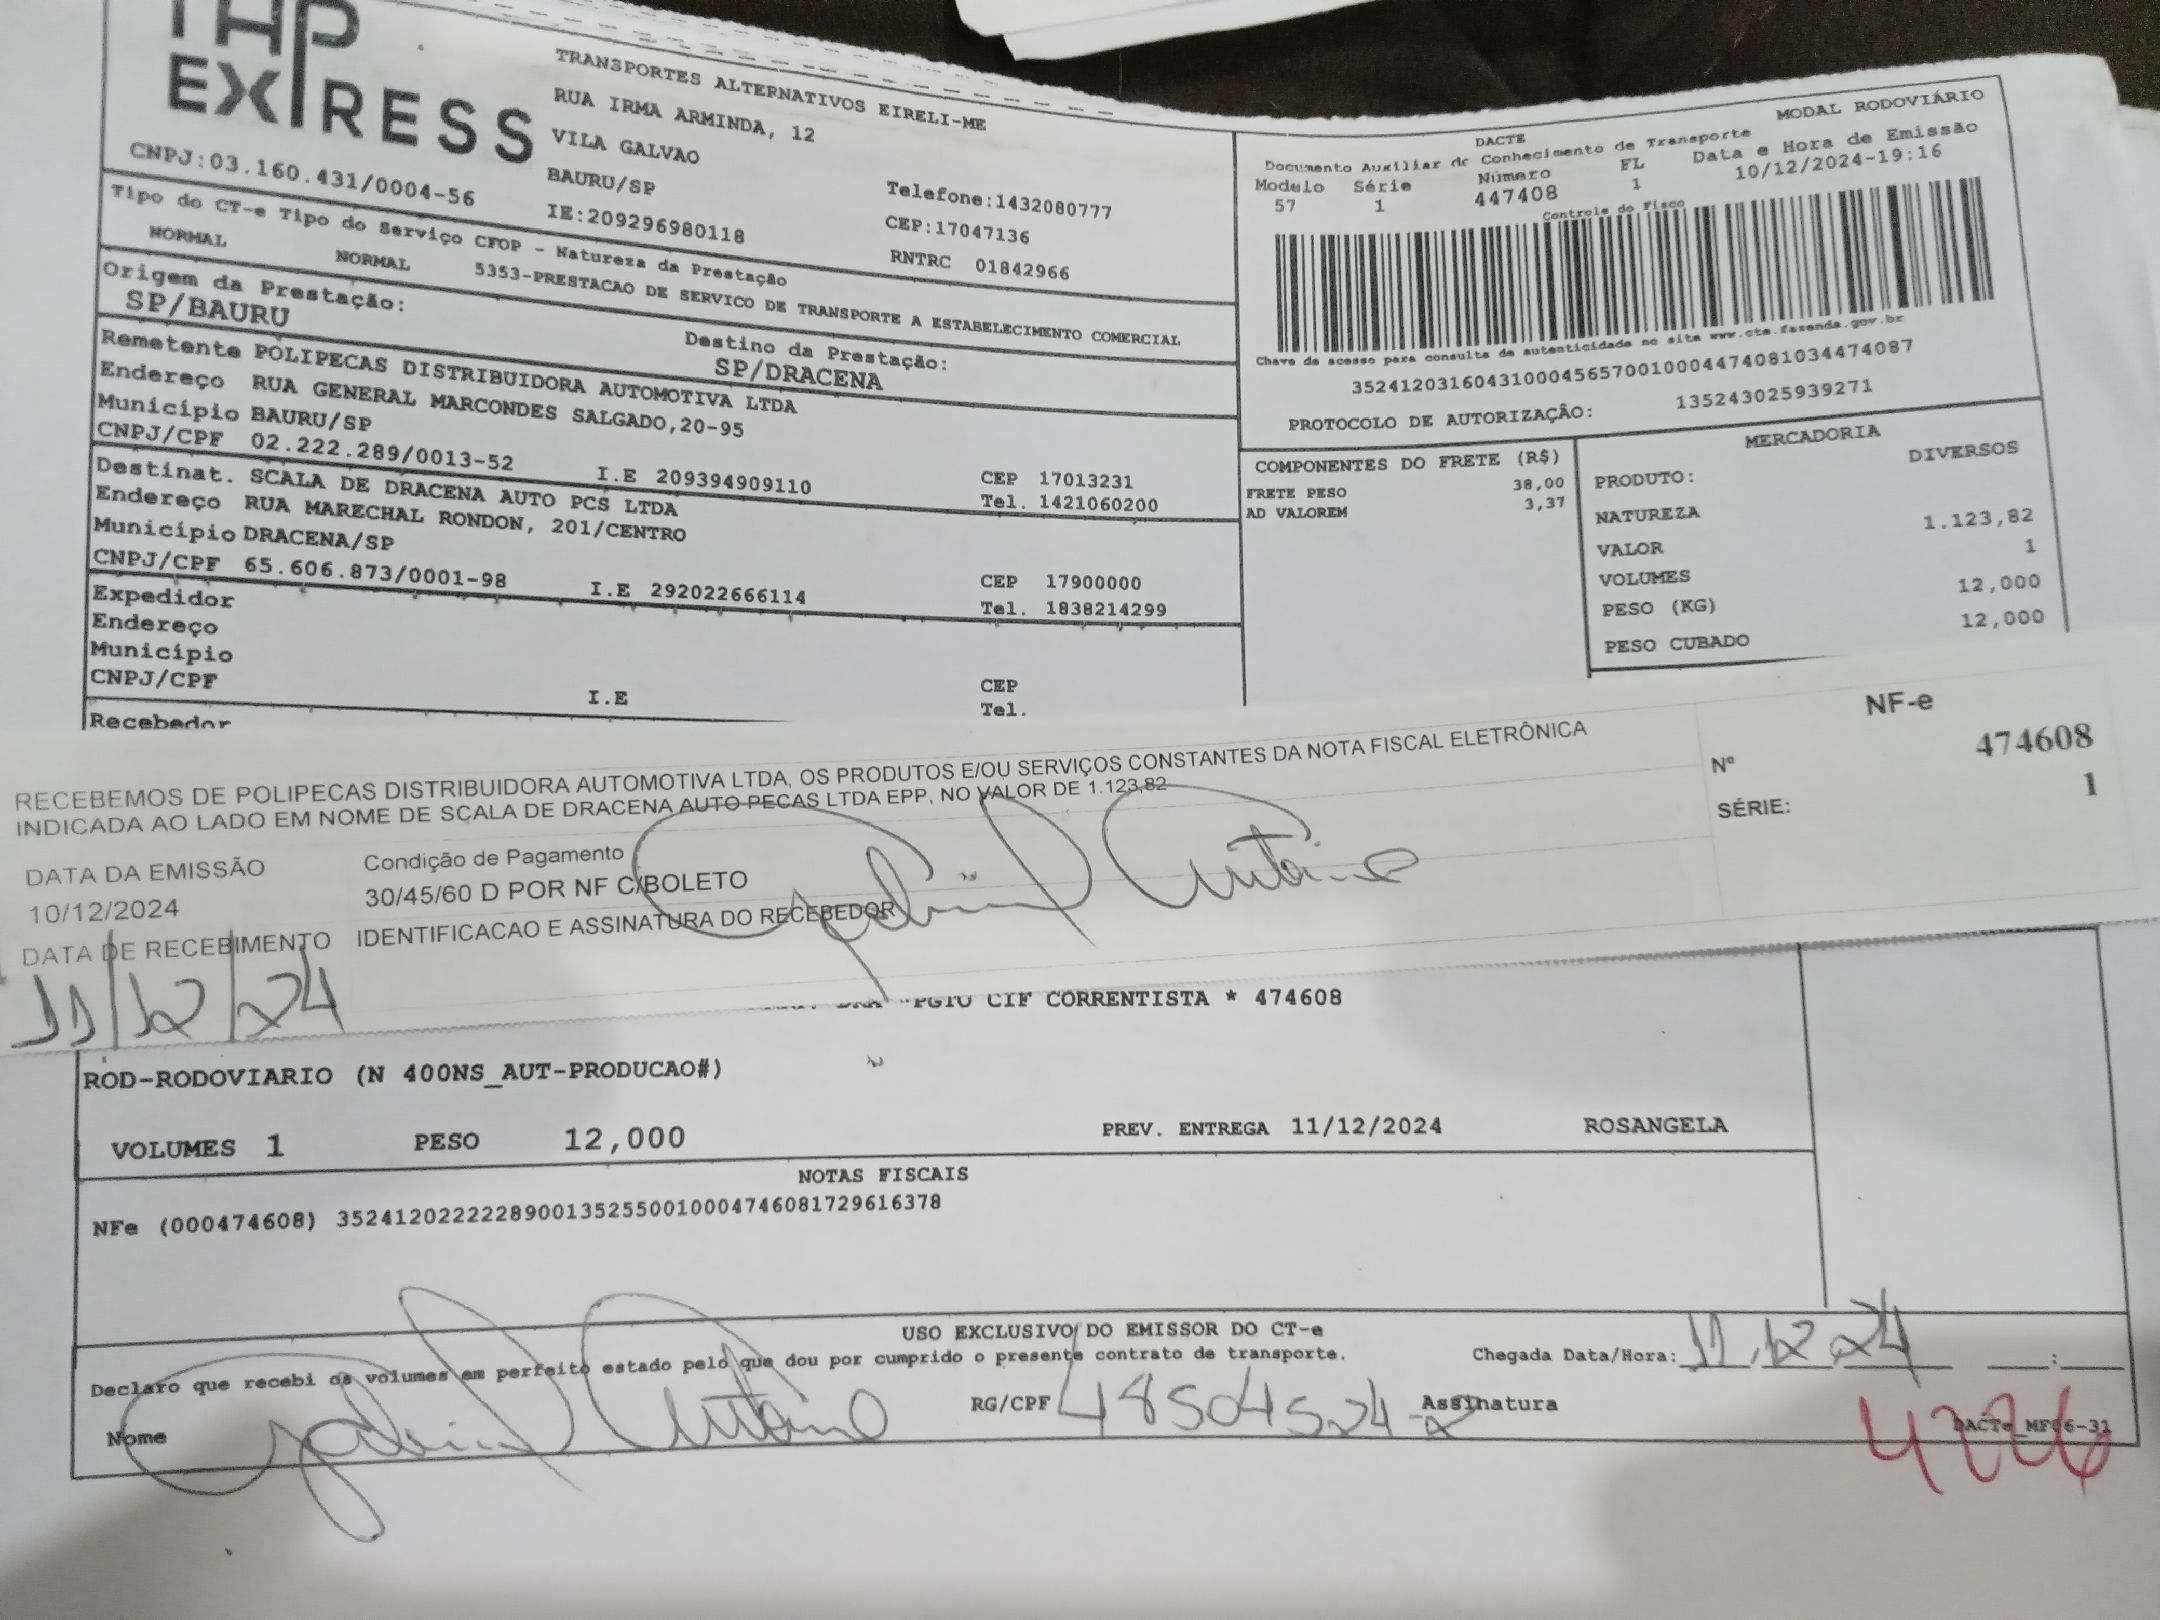 THP
EXPRESS
CNPJ:03.160.431/0004-56
TRANSPORTES ALTERNATIVOS EIRELI-ME
RUA IRMA ARMINDA, 12
VILA GALVAO
BAURU/SP
IE:209296980118
Telefone:1432080777
CEP:17047136
RNTRC 01842966
Tipo do CT-e Tipo do Serviço CFOP - Natureza da Prestação
NORMAL NORMAL 5353-PRESTACAO DE SERVICO DE TRANSPORTE A ESTABELECIMENTO COMERCIAL
Origem da Prestação:
SP/BAURU
Destino da Prestação:
SP/DRACENA
Remetente POLIPECAS DISTRIBUIDORA AUTOMOTIVA LTDA
Endereço RUA GENERAL MARCONDES SALGADO,20-95
Município BAURU/SP
CNPJ/CPF 02.222.289/0013-52 I.E 209394909110
CEP 17013231
Tel. 1421060200
Destinat. SCALA DE DRACENA AUTO PCS LTDA
Endereço RUA MARECHAL RONDON, 201/CENTRO
Município DRACENA/SP
CNPJ/CPF 65.606.873/0001-98 I.E 292022666114
CEP 17900000
Tel. 1838214299
Expedidor
Endereço
Município
CNPJ/CPF I.E
CEP
Tel.
Recebedor
DACTE
MODAL RODOVIÁRIO
Documento Auxiliar do Conhecimento de Transporte
Data e Hora de Emissão
Modelo Série Número FL
57 1 447408 1 10/12/2024-19:16
Controle do Fisco
Chave de acesso para consulta de autenticidade no site www.cte.fazenda.gov.br
35241203160431000456570010004474081034474087
PROTOCOLO DE AUTORIZAÇÃO: 135243025939271
COMPONENTES DO FRETE (R$)
FRETE PESO 38,00
AD VALOREM 3,37
MERCADORIA
PRODUTO: DIVERSOS
NATUREZA
VALOR 1.123,82
VOLUMES 1
PESO (KG) 12,000
PESO CUBADO 12,000
RECEBEMOS DE POLIPECAS DISTRIBUIDORA AUTOMOTIVA LTDA, OS PRODUTOS E/OU SERVIÇOS CONSTANTES DA NOTA FISCAL ELETRÔNICA
INDICADA AO LADO EM NOME DE SCALA DE DRACENA AUTO PECAS LTDA EPP, NO VALOR DE 1.123,82
NF-e
Nº 474608
SÉRIE: 1
DATA DA EMISSÃO
10/12/2024
Condição de Pagamento
30/45/60 D POR NF C/BOLETO
DATA DE RECEBIMENTO
IDENTIFICACAO E ASSINATURA DO RECEBEDOR
11/12/24
Gabriel Antônio
PGTO CIF CORRENTISTA * 474608
ROD-RODOVIARIO (N 400NS_AUT-PRODUCAO#)
VOLUMES 1 PESO 12,000 PREV. ENTREGA 11/12/2024 ROSANGELA
NOTAS FISCAIS
NFe (000474608) 35241202222289001352550010004746081729616378
USO EXCLUSIVO DO EMISSOR DO CT-e
Declaro que recebi os volumes em perfeito estado pelo que dou por cumprido o presente contrato de transporte.
Chegada Data/Hora: 11.12.24 :
Nome Gabriel Antônio
RG/CPF
Assinatura
DACTe_MF06-31